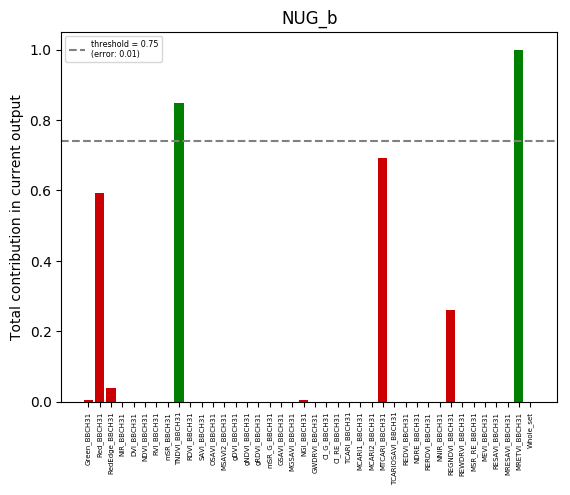 NUG_b
threshold = 0.75
(error: 0.01)
Total contribution in current output
1.0
0.8
0.6
0.4
0.2
0.0
Green_BBCH31
Red_BBCH31
RedEdge_BBCH31
NIR_BBCH31
DVI_BBCH31
NDVI_BBCH31
RVI_BBCH31
mSR_BBCH31
TNDVI_BBCH31
RDVI_BBCH31
SAVI_BBCH31
OSAVI_BBCH31
MSAVI2_BBCH31
gDVI_BBCH31
gNDVI_BBCH31
gRDVI_BBCH31
mSR_G_BBCH31
GSAVI_BBCH31
MGSAVI_BBCH31
NGI_BBCH31
GWDRVI_BBCH31
CI_G_BBCH31
CI_RE_BBCH31
TCARI_BBCH31
MCARI1_BBCH31
MCARI2_BBCH31
MTCARI_BBCH31
TCARIOSAVI_BBCH31
REDVI_BBCH31
NDRE_BBCH31
RERDVI_BBCH31
NNIR_BBCH31
REGNDVI_BBCH31
REWDRVI_BBCH31
MSR_RE_BBCH31
MEVI_BBCH31
RESAVI_BBCH31
MRESAVI_BBCH31
MRETVI_BBCH31
Whole_set